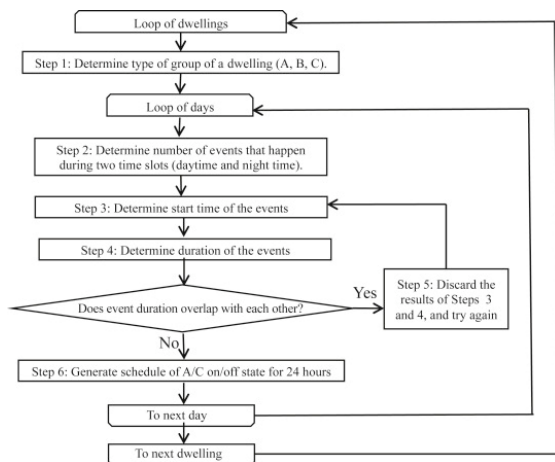 Loop of dwellings
Step 1: Determine type of group of a dwelling (A, B, C).
Loop of days
Step 2: Determine number of events that happen
during two time slots (daytime and night time).
Step 3: Determine start time of the events
Step 4: Determine duration of the events
Does event duration overlap with each other?
Yes
Step 5: Discard the
results of Steps 3
and 4, and try again
No
Step 6: Generate schedule of A/C on/off state for 24 hours
To next day
To next dwelling